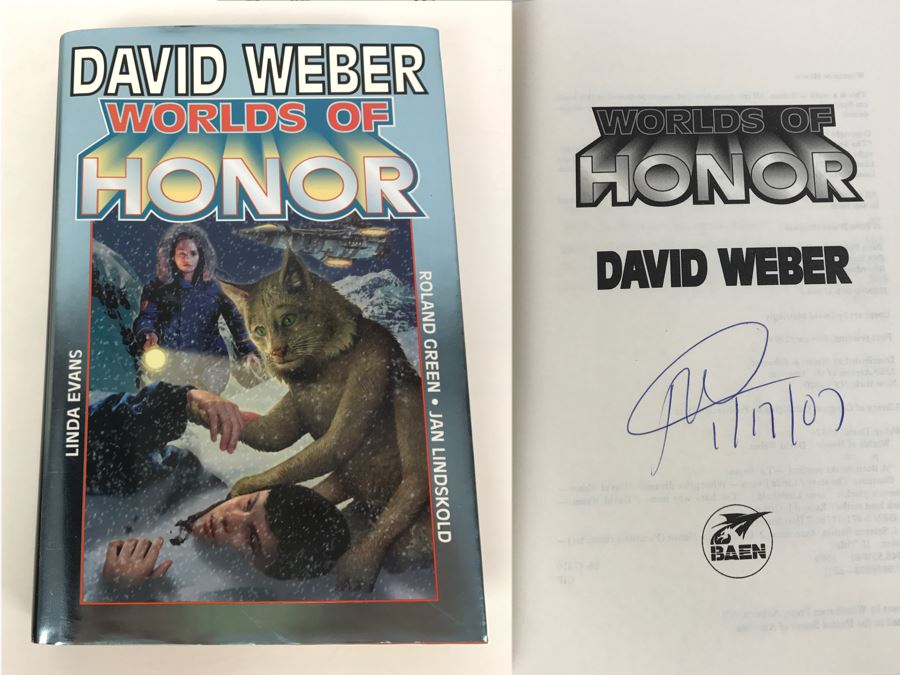 DAVID WEBER
WORLDS OF
HONOR
LINDA EVANS
ROLAND GREEN • JAN LINDSKOLD
WORLDS OF
HONOR
DAVID WEBER
1/17/07
BAEN